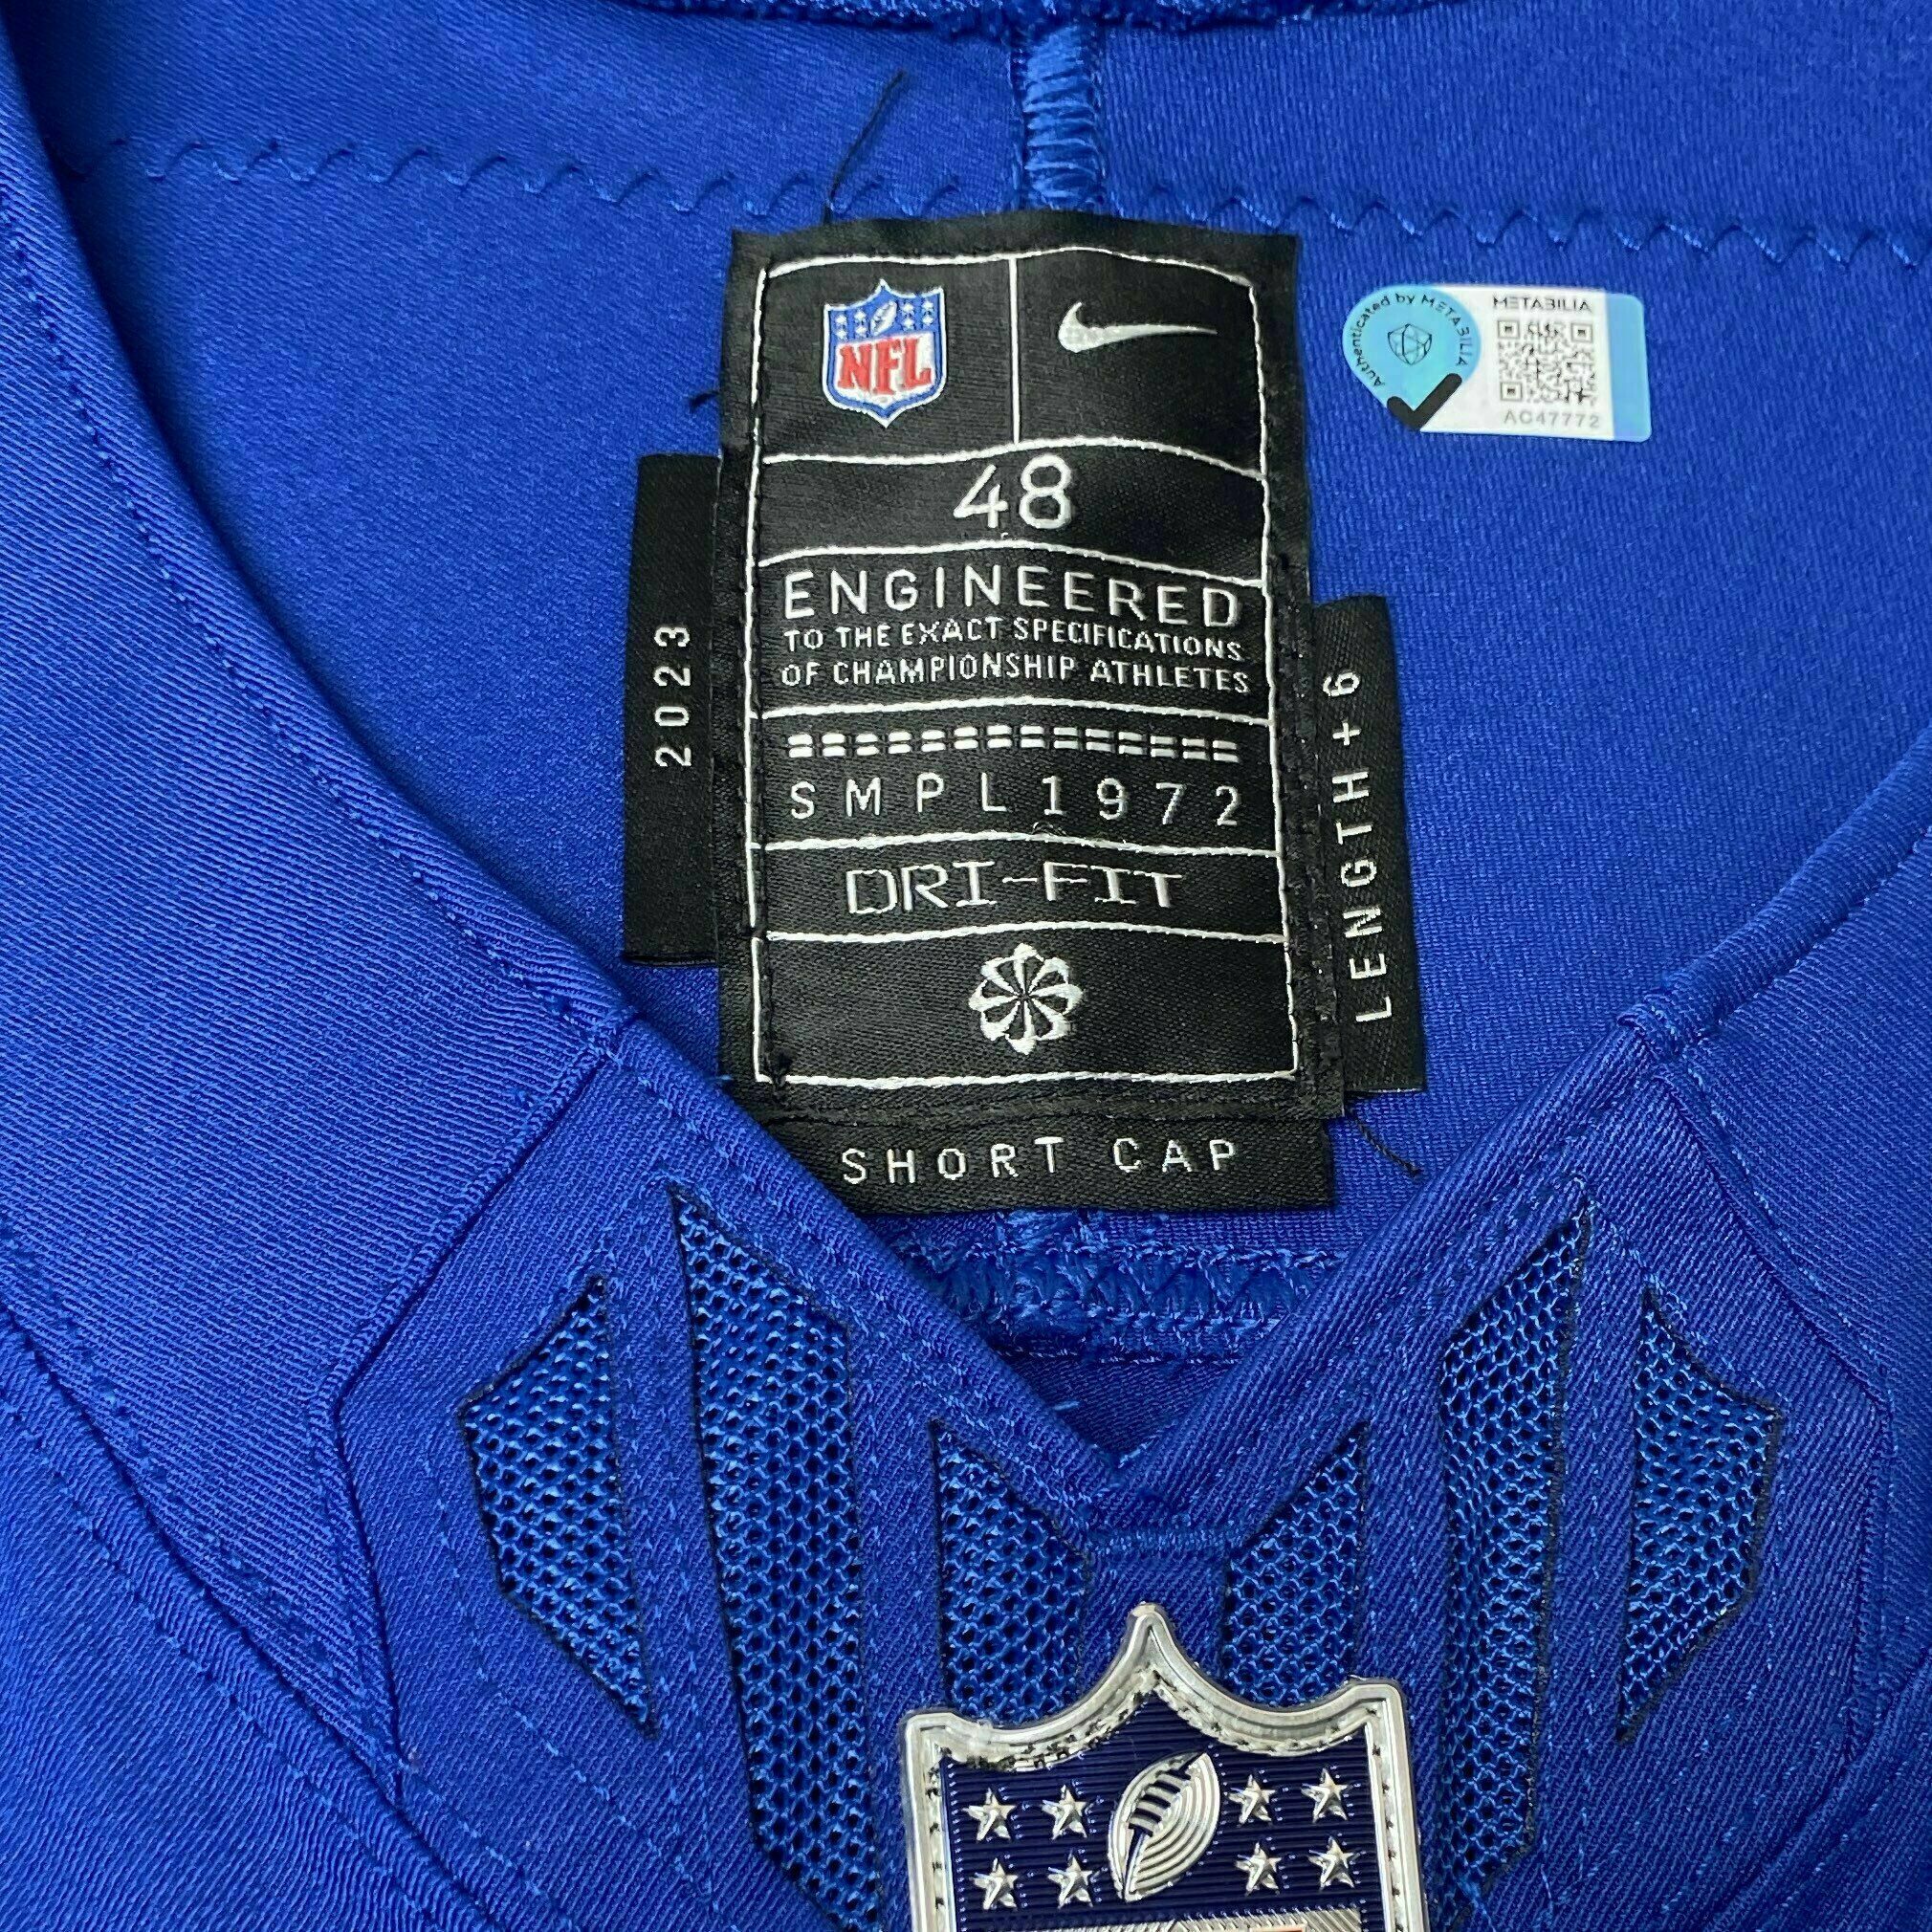 NFL
48
ENGINEERED
TO THE EXACT SPECIFICATIONS
OF CHAMPIONSHIP ATHLETES
SMPL1972
DRI-FIT
SHORT CAP
2023
LENGTH+6
Authenticated by METABILIA
METABILIA
AC47772